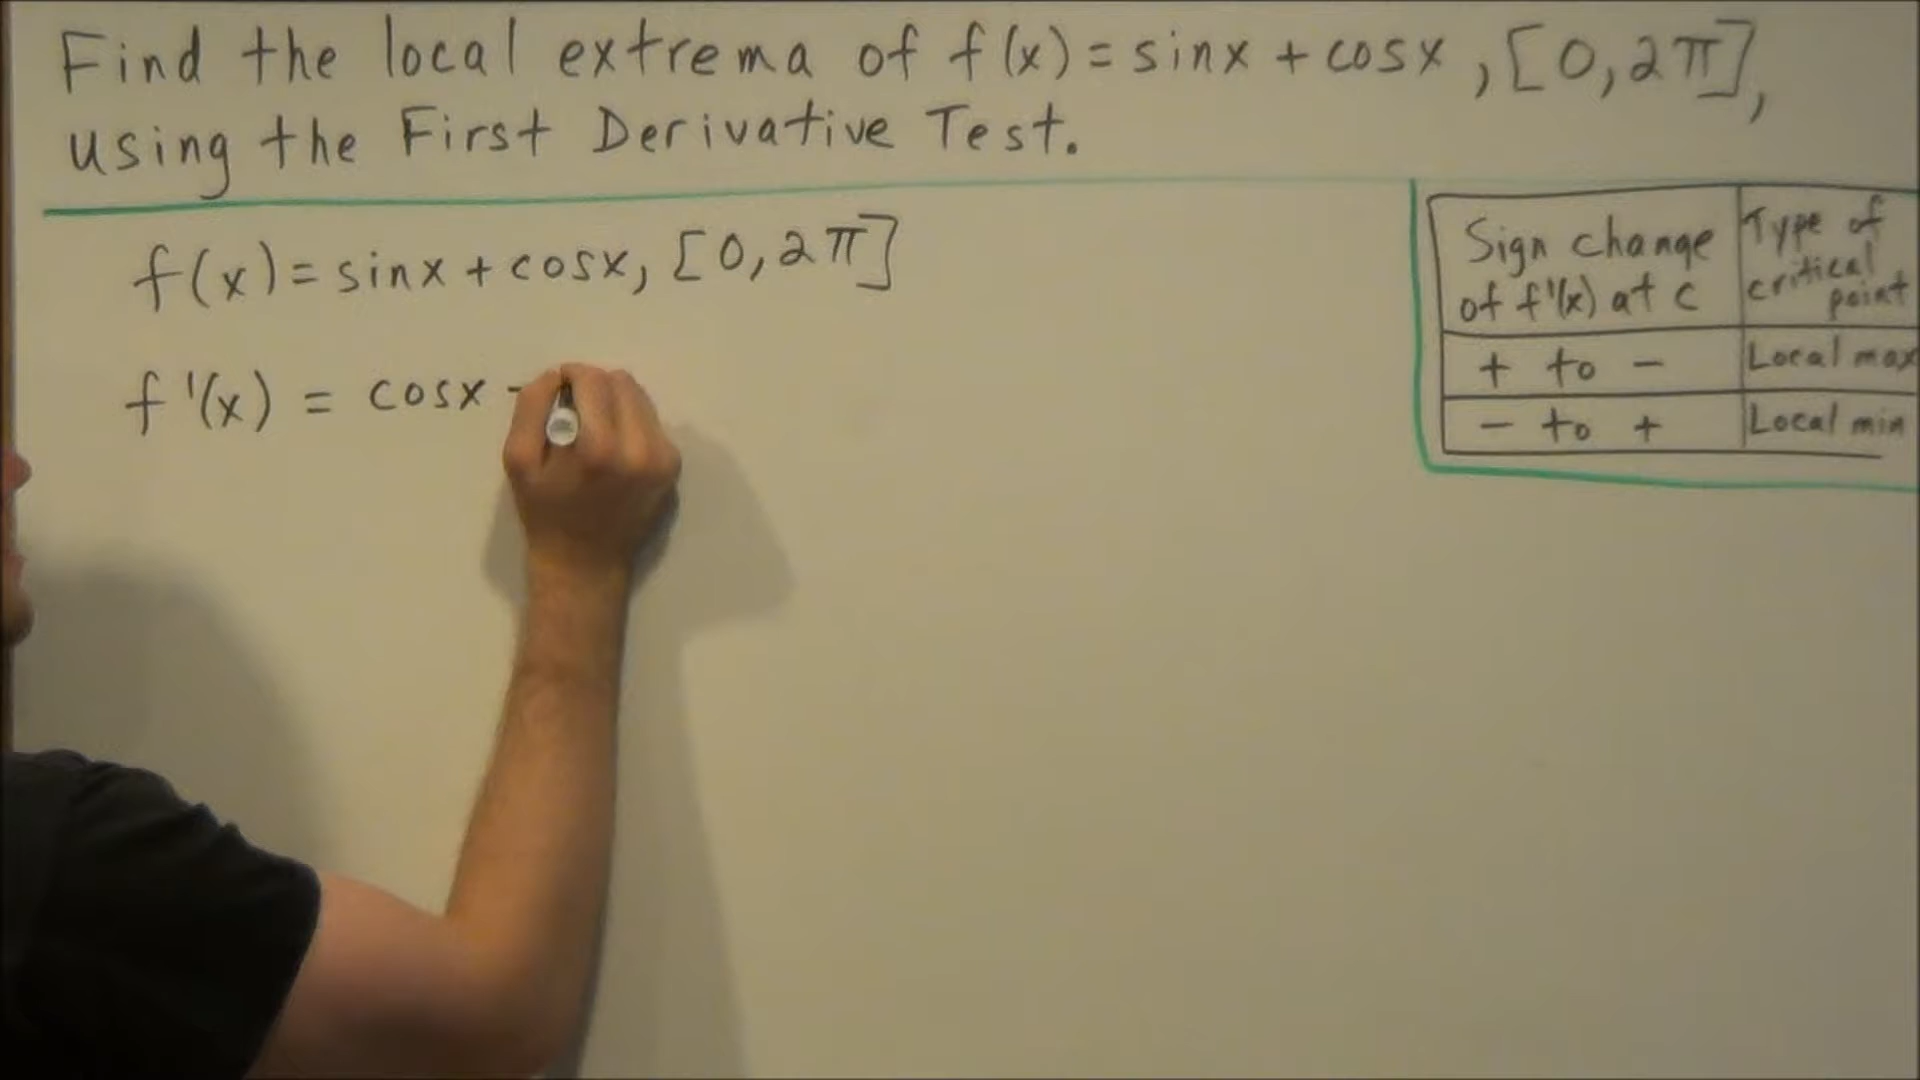 Find the local extrema of f(x) = sinx + cosx, [0, 2π],
using the First Derivative Test.
f(x) = sinx + cosx, [0, 2π]
f'(x) = cosx -
Sign change
of f'(x) at c
Type of
critical
point
+ to -
Local max
- to +
Local min